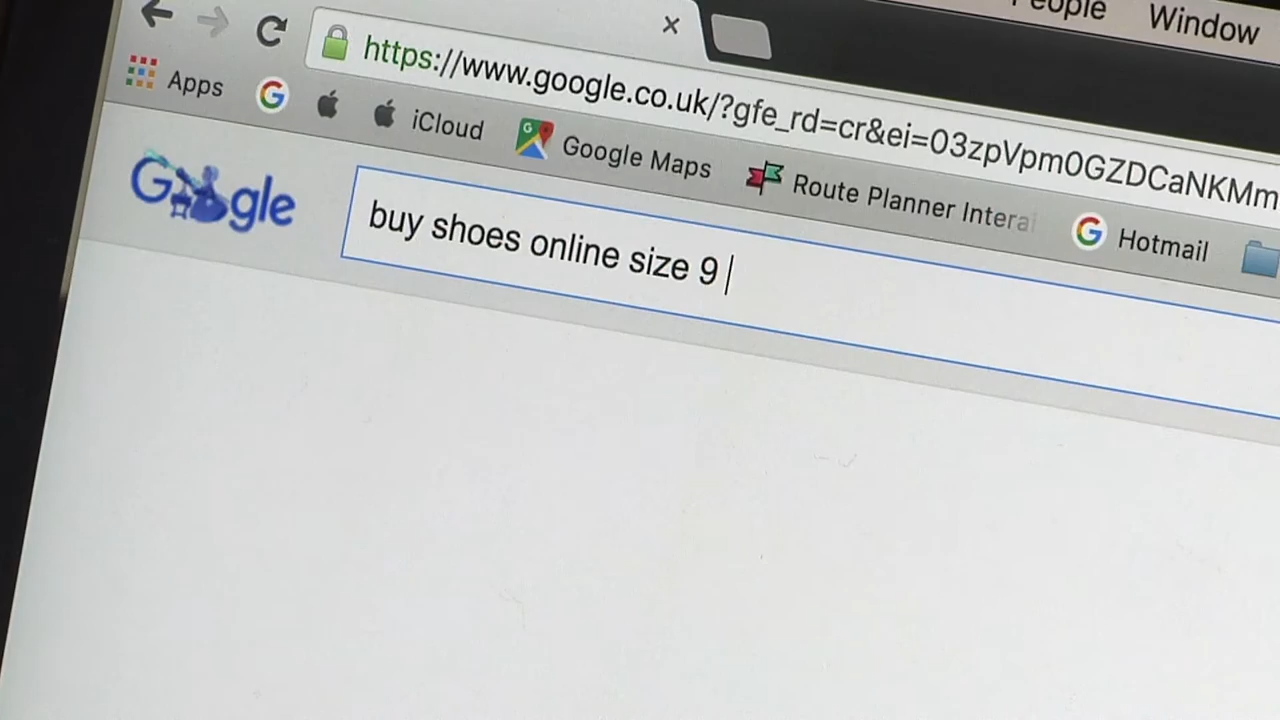 People Window
https://www.google.co.uk/?gfe_rd=cr&ei=O3zpVpm0GZDCaNKMm
Apps iCloud Google Maps Route Planner Intera Hotmail
Google
buy shoes online size 9